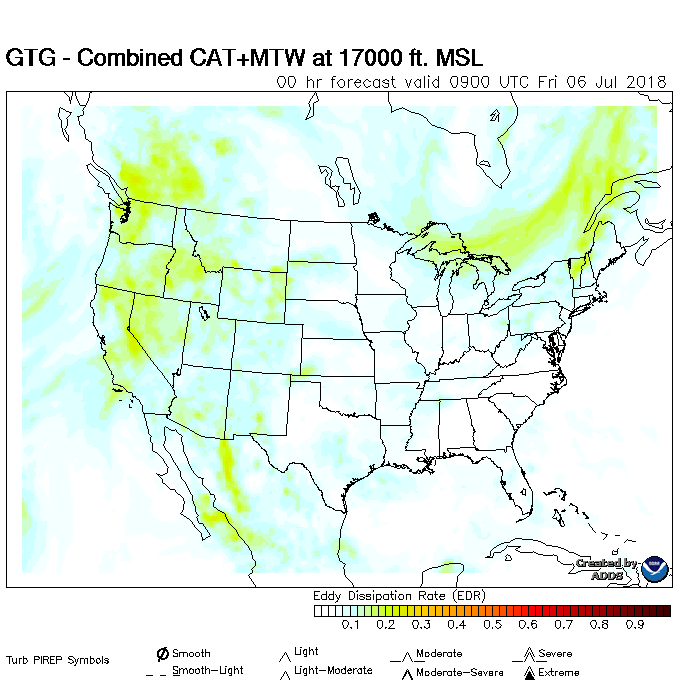 GTG - Combined CAT+MTW at 17000 ft. MSL
00 hr forecast valid 0900 UTC Fri 06 Jul 2018
Created by
ADDS
Eddy Dissipation Rate (EDR)
0.1 0.2 0.3 0.4 0.5 0.6 0.7 0.8 0.9
Turb PIREP Symbols
Smooth
Light
Moderate
Severe
Smooth-Light
Light-Moderate
Moderate-Severe
Extreme